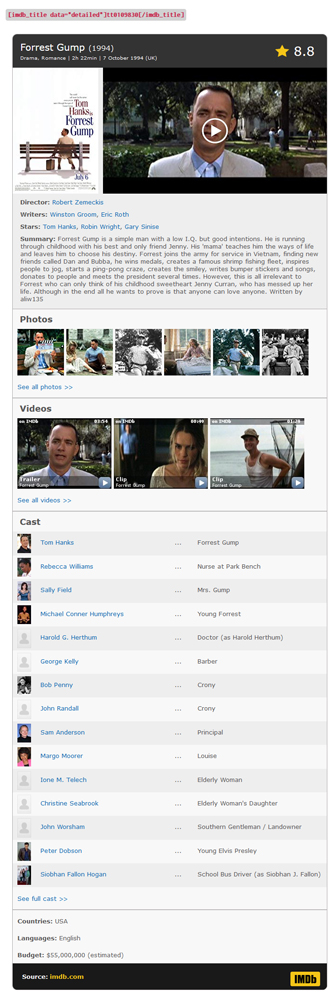 [imdb_title data="detailed"]tt0109830[/imdb_title]
Forrest Gump (1994)
8.8
Drama, Romance | 2h 22min | 7 October 1994 (UK)
Tom
Hanks is
Forrest
Gump
July 6
Director: Robert Zemeckis
Writers: Winston Groom, Eric Roth
Stars: Tom Hanks, Robin Wright, Gary Sinise
Summary: Forrest Gump is a simple man with a low I.Q. but good intentions. He is running
through childhood with his best and only friend Jenny. His 'mama' teaches him the ways of life
and leaves him to choose his destiny. Forrest joins the army for service in Vietnam, finding new
friends called Dan and Bubba, he wins medals, creates a famous shrimp fishing fleet, inspires
people to jog, starts a ping-pong craze, creates the smiley, writes bumper stickers and songs,
donates to people and meets the president several times. However, this is all irrelevant to
Forrest who can only think of his childhood sweetheart Jenny Curran, who has messed up her
life. Although in the end all he wants to prove is that anyone can love anyone. Written by
aliw135
Photos
See all photos >>
Videos
on IMDb 03:54
Trailer
Forrest Gump
on IMDb
Clip
Forrest Gump
on IMDb
Clip
Forrest Gump
See all videos >>
Cast
Tom Hanks ... Forrest Gump
Rebecca Williams ... Nurse at Park Bench
Sally Field ... Mrs. Gump
Michael Conner Humphreys ... Young Forrest
Harold G. Herthum ... Doctor (as Harold Herthum)
George Kelly ... Barber
Bob Penny ... Crony
John Randall ... Crony
Sam Anderson ... Principal
Margo Moorer ... Louise
Ione M. Telech ... Elderly Woman
Christine Seabrook ... Elderly Woman's Daughter
John Worsham ... Southern Gentleman / Landowner
Peter Dobson ... Young Elvis Presley
Siobhan Fallon Hogan ... School Bus Driver (as Siobhan J. Fallon)
See full cast >>
Countries: USA
Languages: English
Budget: $55,000,000 (estimated)
Source: imdb.com
IMDb